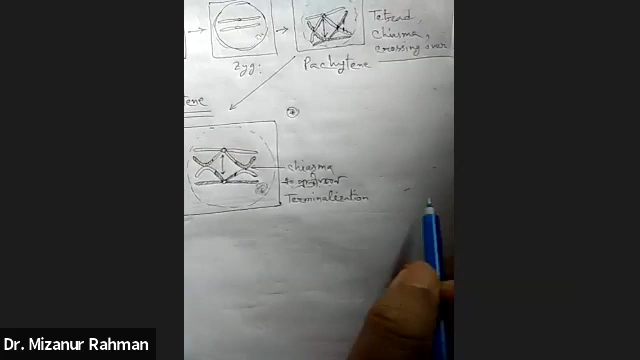 Tetrad,
Chiasma,
crossing over
Zyg:
Pachytene
TENE
Chiasma
Terminalization
Dr. Mizanur Rahman